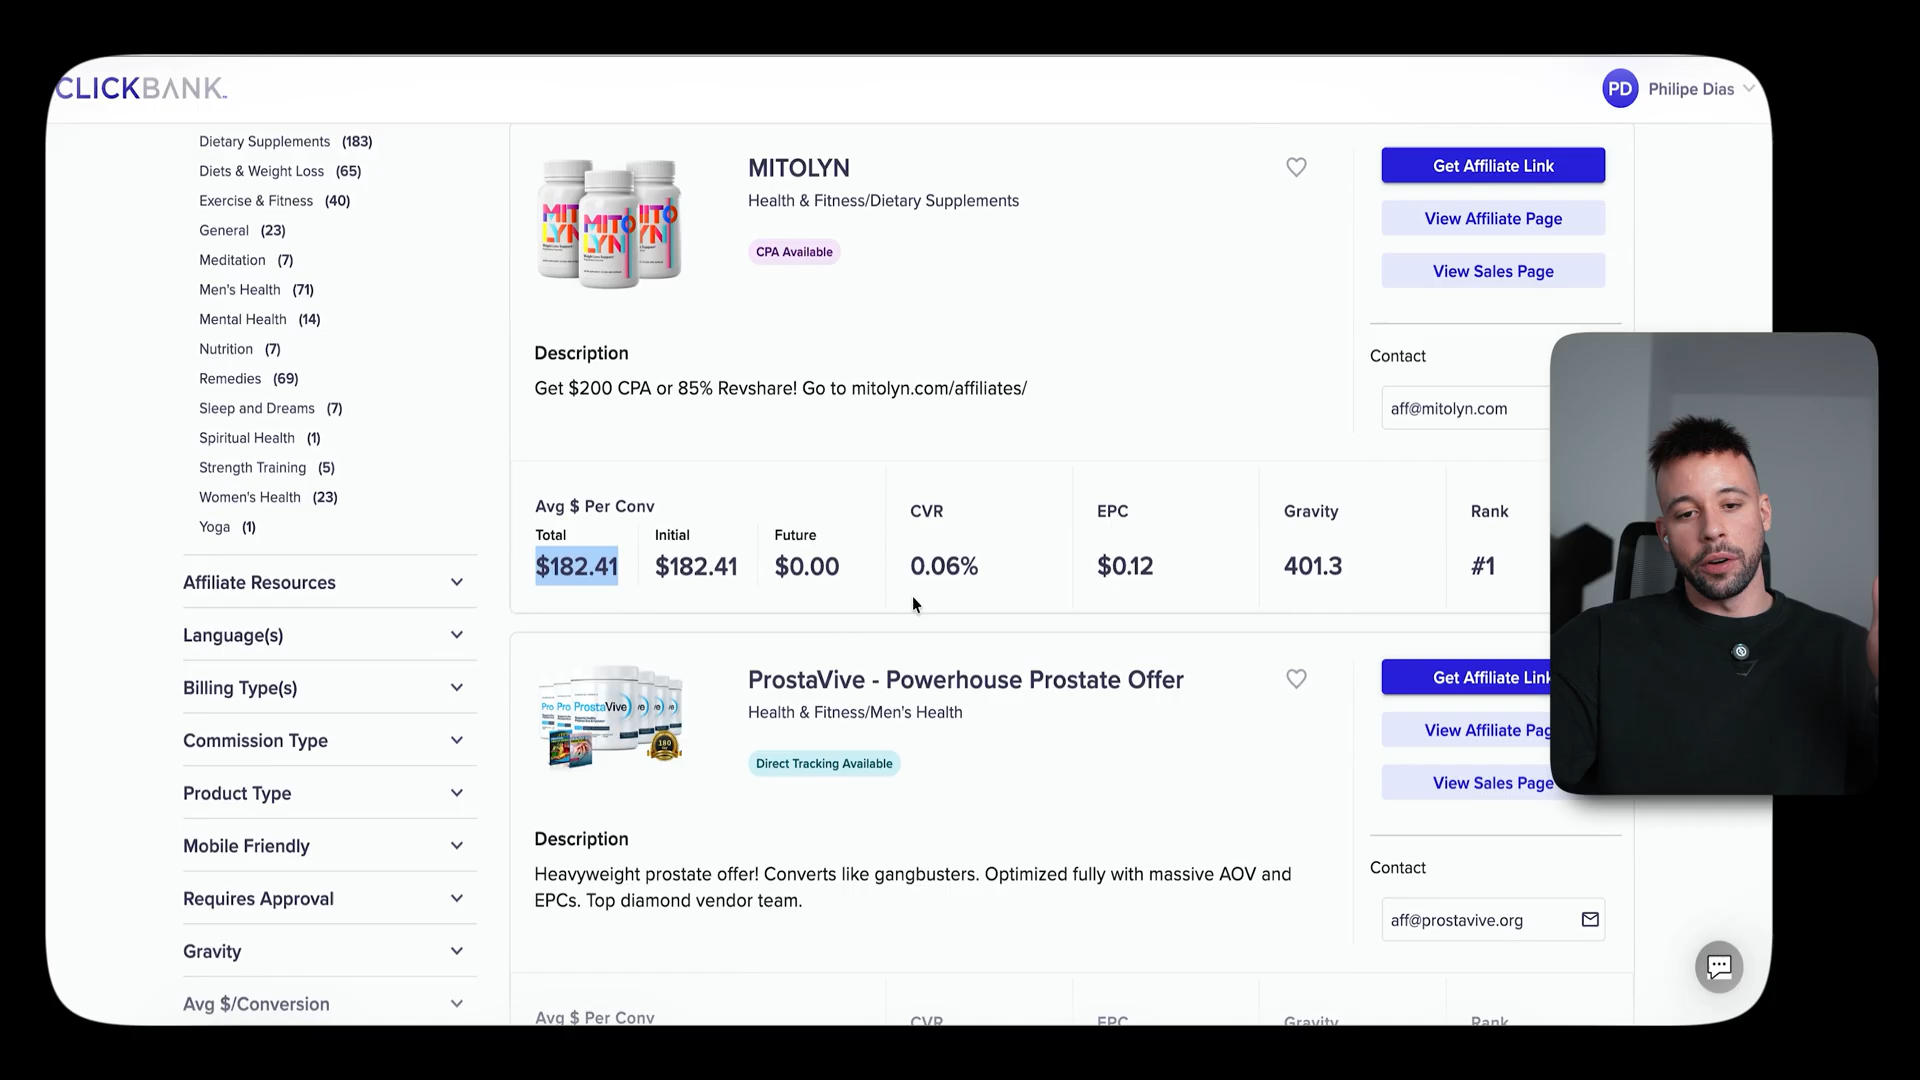 CLICKBANK
PD Philipe Dias
Dietary Supplements (183)
Diets & Weight Loss (65)
Exercise & Fitness (40)
General (23)
Meditation (7)
Men's Health (71)
Mental Health (14)
Nutrition (7)
Remedies (69)
Sleep and Dreams (7)
Spiritual Health (1)
Strength Training (5)
Women's Health (23)
Yoga (1)
Affiliate Resources
Language(s)
Billing Type(s)
Commission Type
Product Type
Mobile Friendly
Requires Approval
Gravity
Avg $/Conversion
MITO
LYN
MITOLYN
Health & Fitness/Dietary Supplements
CPA Available
Get Affiliate Link
View Affiliate Page
View Sales Page
Description
Get $200 CPA or 85% Revshare! Go to mitolyn.com/affiliates/
Contact
aff@mitolyn.com
Avg $ Per Conv
Total Initial Future
$182.41 $182.41 $0.00
CVR
0.06%
EPC
$0.12
Gravity
401.3
Rank
#1
ProstaVive
180
ProstaVive - Powerhouse Prostate Offer
Health & Fitness/Men's Health
Direct Tracking Available
Get Affiliate Link
View Affiliate Pag
View Sales Page
Description
Heavyweight prostate offer! Converts like gangbusters. Optimized fully with massive AOV and
EPCs. Top diamond vendor team.
Contact
aff@prostavive.org
Avg $ Per Conv
CVR
EPC
Gravity
Rank